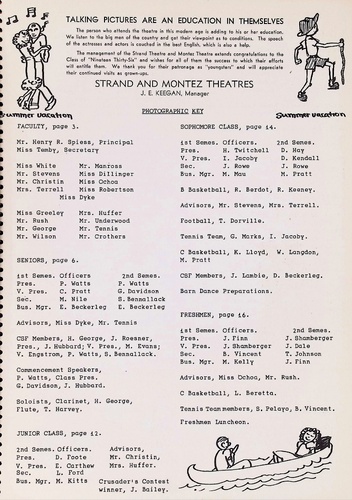 TALKING PICTURES ARE AN EDUCATION IN THEMSELVES
The person who attends the theatre in this modern age is adding to his or her education.
We listen to the big men of the country and get their viewpoint as to conditions. The speech
of the actresses and actors is couched in the best English, which is also a help.
The management of the Strand Theatre and Montez Theatre extends congratulations to the
Class of "Nineteen Thirty-Six" and wishes for all of them the success to which their efforts
will entitle them. We thank you for their patronage as "youngsters" and will appreciate
their continued visits as grown-ups.
STRAND AND MONTEZ THEATRES
J. E. KEEGAN, Manager
Summer vacation
Summer vacation
PHOTOGRAPHIC KEY
FACULTY, page 3.
Mr. Henry R. Spiess, Principal
Miss Temby, Secretary
Miss White Mr. Manross
Mr. Stevens Miss Dillinger
Mr. Christin Miss Ochoa
Mrs. Terrell Miss Robertson
Miss Dyke
Miss Greeley Mrs. Huffer
Mr. Rush Mr. Underwood
Mr. George Mr. Tennis
Mr. Wilson Mr. Crothers
SENIORS, page 6.
1st Semes. Officers 2nd Semes.
Pres. P. Watts P. Watts
V. Pres. C. Pratt G. Davidson
Sec. M. Nile S. Bennallack
Bus. Mgr. E. Beckerleg E. Beckerleg
Advisors, Miss Dyke, Mr. Tennis
CSF Members, H. George, J. Roesner,
Pres., J. Hubbard; V. Pres., M. Evans;
V. Engstrom, P. Watts, S. Bennallack.
Commencement Speakers,
P. Watts, Class Pres.
G. Davidson, J. Hubbard.
Soloists, Clarinet, H. George,
Flute, T. Harvey.
JUNIOR CLASS, page 12.
2nd Semes. Officers Advisors,
Pres. D. Foote Mr. Christin,
V. Pres. E. Carthew Mrs. Huffer.
Sec. L. Ford
Bus. Mgr. M. Kitts Crusader's Contest
winner, J. Bailey.
SOPHOMORE CLASS, page 14.
1st Semes. Officers. 2nd Semes.
Pres. H. Twitchell D. Hay
V. Pres. I. Jacoby D. Kendall
Sec. J. Rowe J. Rowe
Bus. Mgr. M. Mau M. Pratt
B Basketball, R. Berdot, R. Keeney.
Advisors, Mr. Stevens, Mrs. Terrell.
Football, T. Dorville.
Tennis Team, G. Marks, I. Jacoby.
C Basketball, K. Lloyd, W. Langdon,
M. Pratt
CSF Members, J. Lambie, D. Beckerleg.
Barn Dance Preparations.
FRESHMEN, page 16.
1st Semes. Officers 2nd Semes.
Pres. J. Finn J. Shamberger
V. Pres. J. Shamberger J. Dale
Sec. B. Vincent T. Johnson
Bus. Mgr. M. Kelly J. Finn
Advisors, Miss Ochoa, Mr. Rush.
C Basketball, L. Beretta.
Tennis Team members, S. Pelayo, B. Vincent.
Freshmen Luncheon.